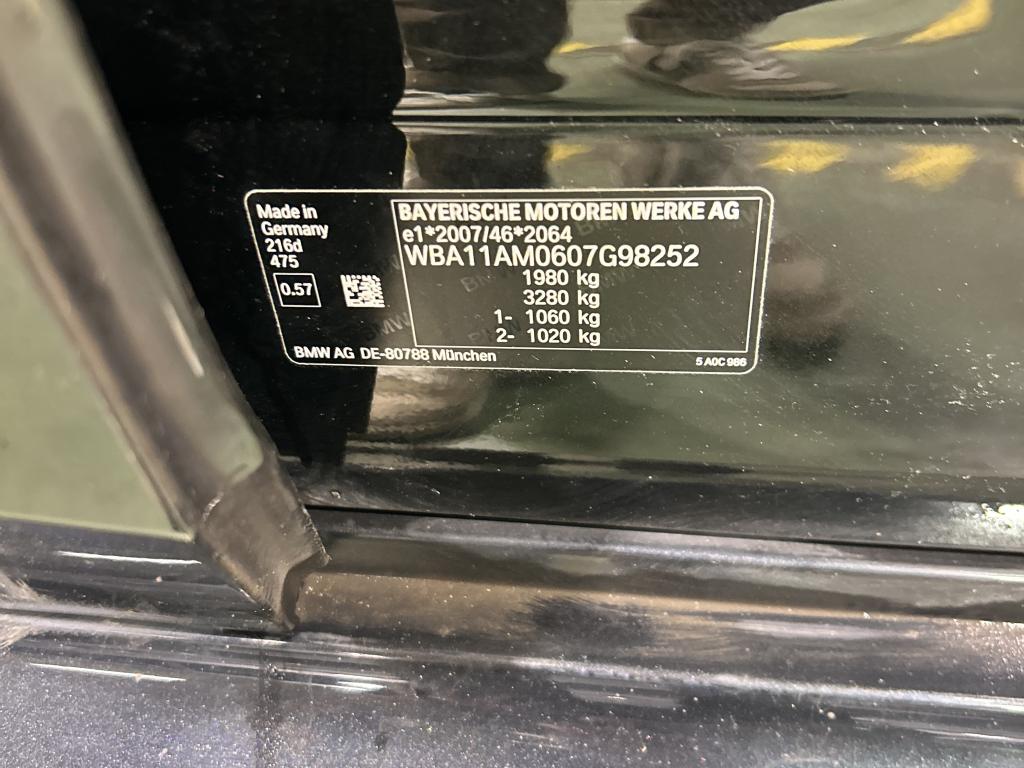 Made in
Germany
216d
475
0.57
BAYERISCHE MOTOREN WERKE AG
e1*2007/46*2064
WBA11AM0607G98252
1980 kg
3280 kg
1- 1060 kg
2- 1020 kg
BMW AG DE-80788 München
5 A0C 986